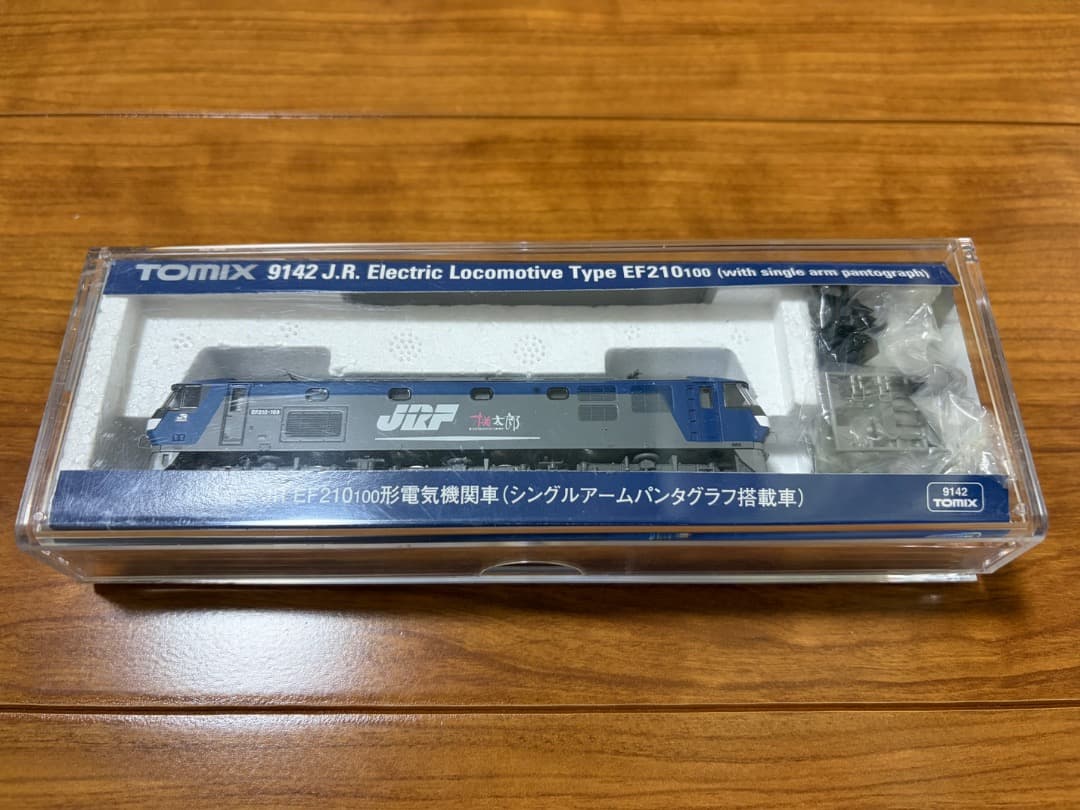 TOMIX 9142 J.R. Electric Locomotive Type EF210100 (with single arm pantograph)
JRF 桃太郎
EF210100形電気機関車(シングルアームパンタグラフ搭載車)
9142
TOMIX